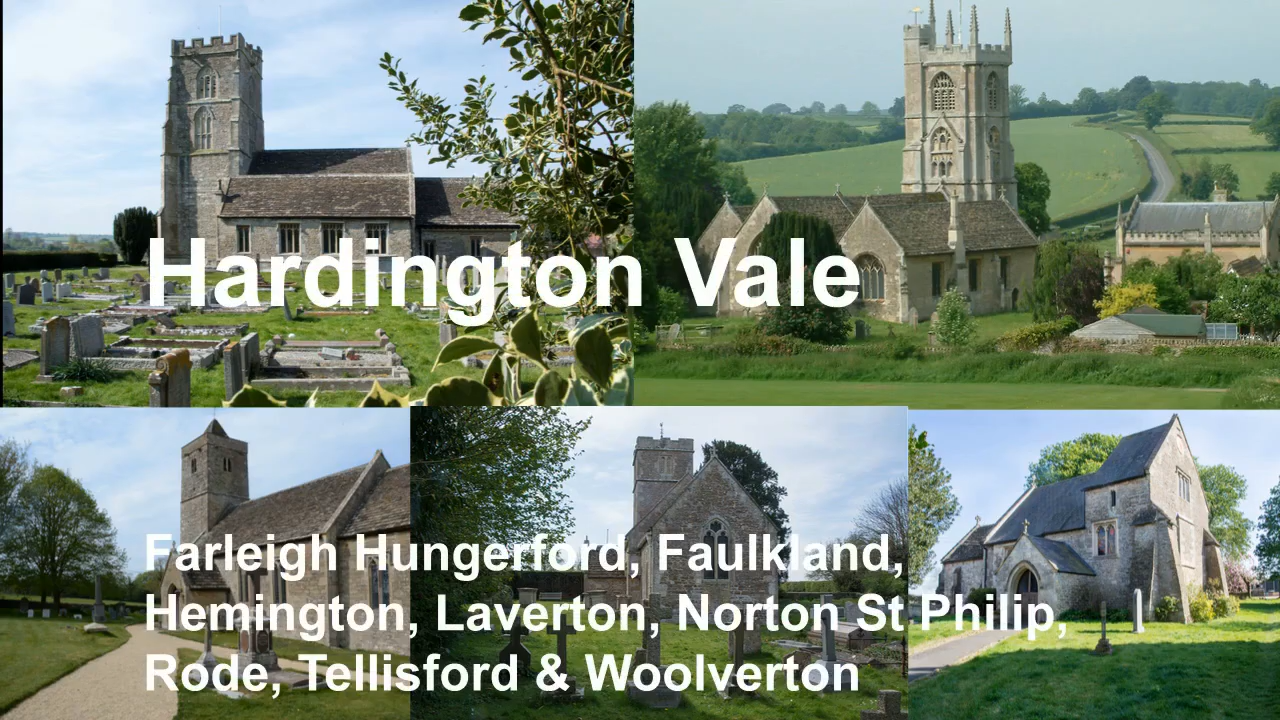 Hardington Vale
Farleigh Hungerford, Faulkland,
Hemington, Laverton, Norton St Philip,
Rode, Tellisford & Woolverton